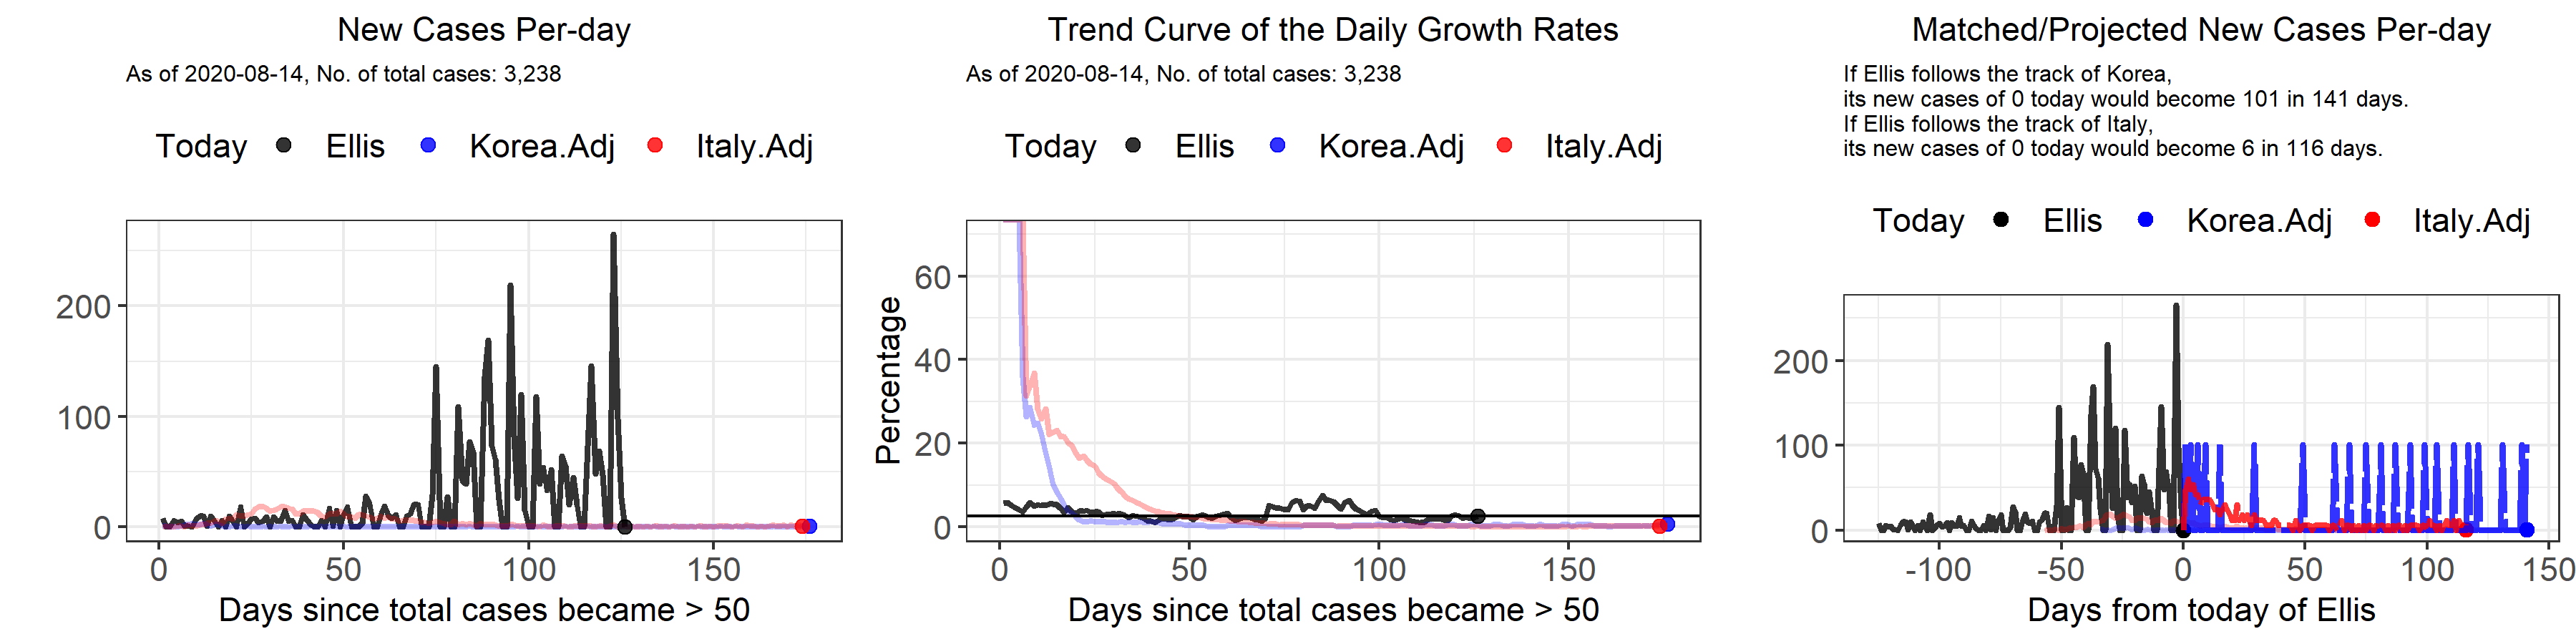 New Cases Per-day
As of 2020-08-14, No. of total cases: 3,238
Today Ellis Korea.Adj Italy.Adj
200
100
0
0 50 100 150
Days since total cases became > 50
Trend Curve of the Daily Growth Rates
As of 2020-08-14, No. of total cases: 3,238
Today Ellis Korea.Adj Italy.Adj
Percentage
60
40
20
0
0 50 100 150
Days since total cases became > 50
Matched/Projected New Cases Per-day
If Ellis follows the track of Korea,
its new cases of 0 today would become 101 in 141 days.
If Ellis follows the track of Italy,
its new cases of 0 today would become 6 in 116 days.
Today Ellis Korea.Adj Italy.Adj
200
100
0
-100 -50 0 50 100 150
Days from today of Ellis